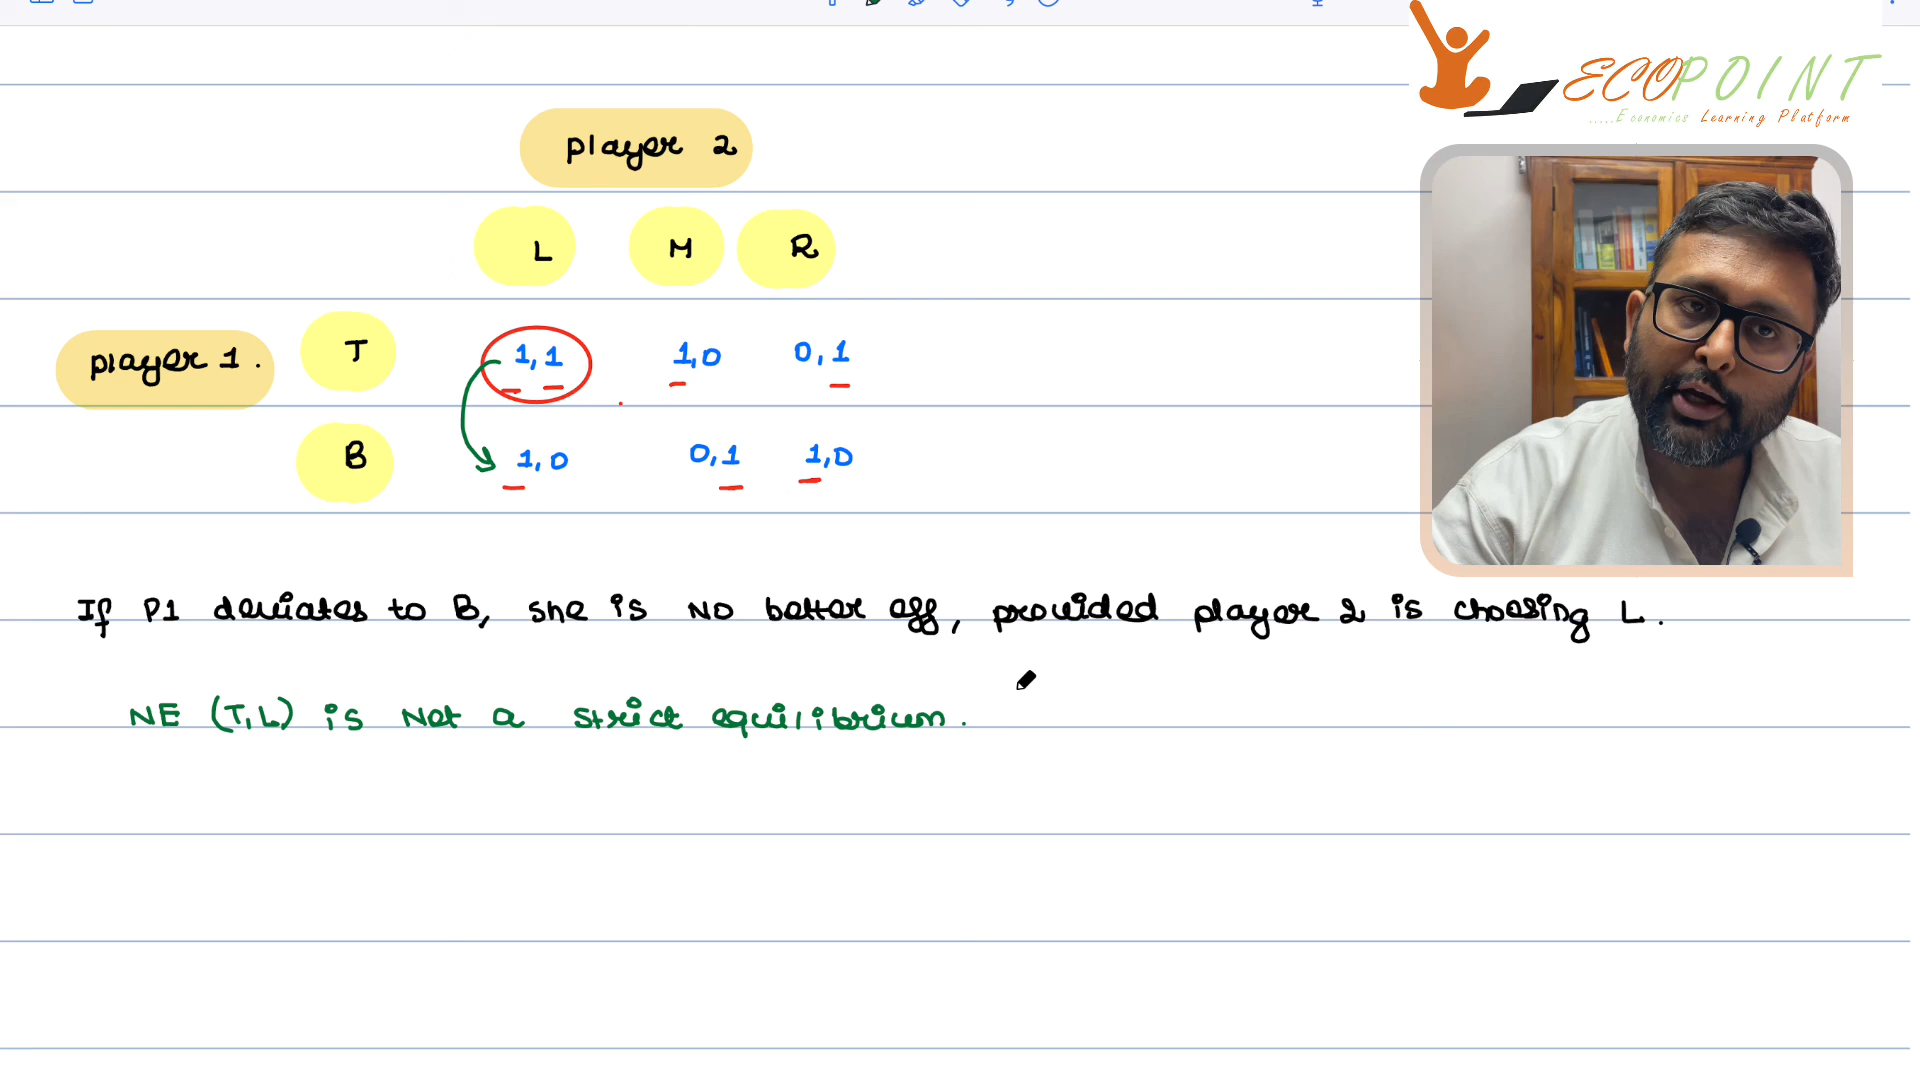 ECOPOINT
.....Economics Learning Platform
Player 2
L M R
Player 1. T 1,1 1,0 0,1
B 1,0 0,1 1,0
If P1 deviates to B, she is NO better off, provided player 2 is choosing L.
NE (T,L) is Not a strict equilibrium.